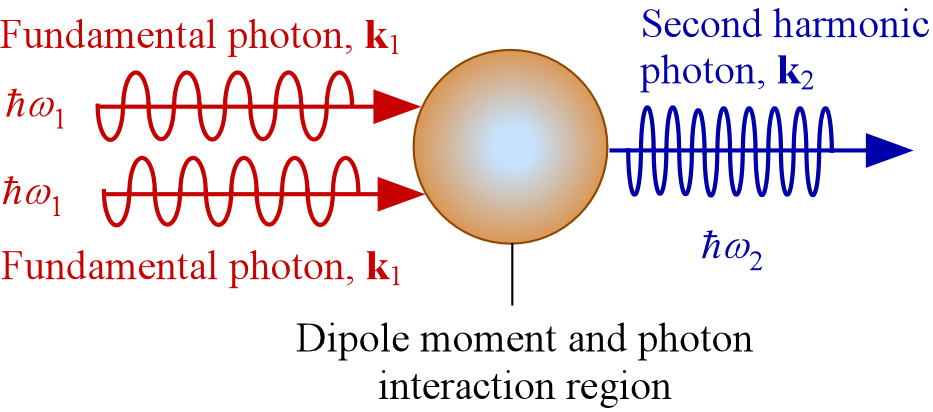 Fundamental photon, k₁
ħω₁
ħω₁
Fundamental photon, k₁
Second harmonic
photon, k₂
ħω₂
Dipole moment and photon
interaction region